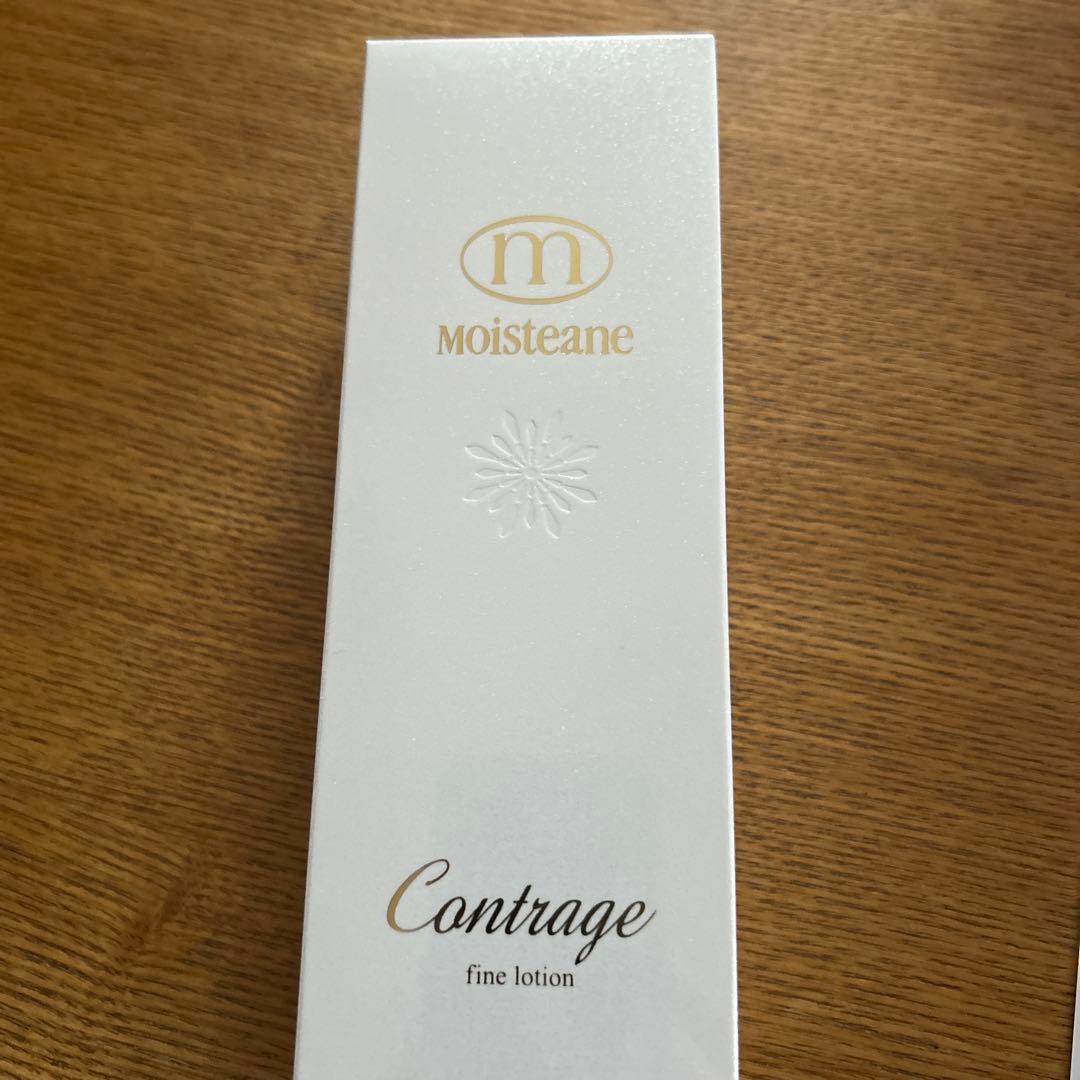 m
Moisteane
Contrage
fine lotion